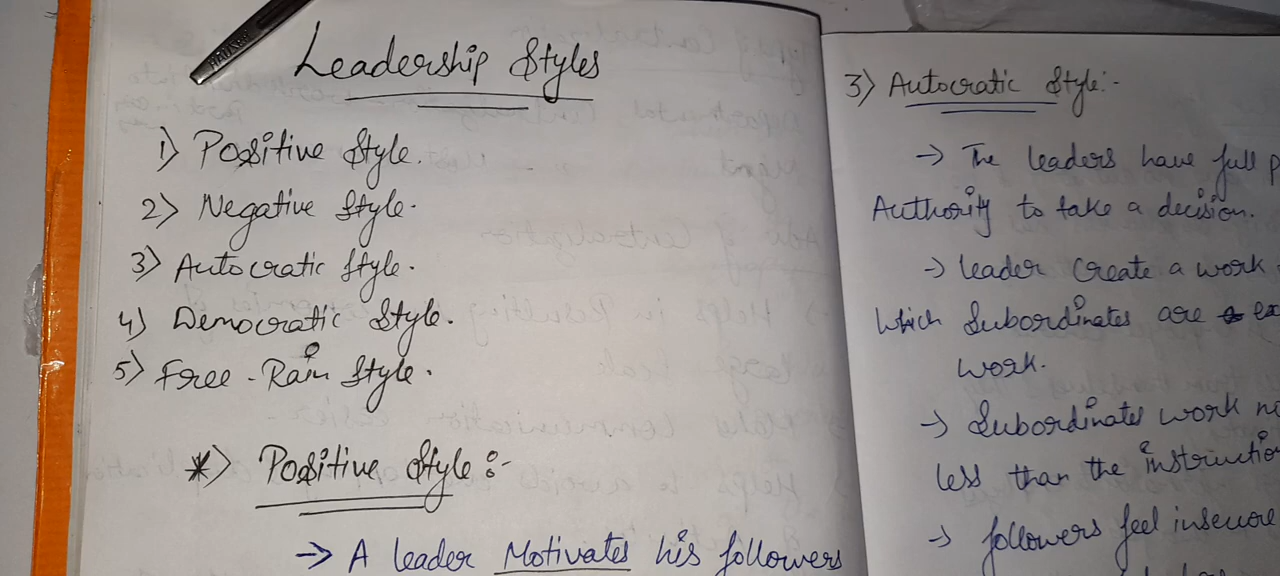 HAUSER
Leadership Styles
1) Positive Style.
2) Negative Style.
3) Autocratic Style.
4) Democratic Style.
5) Free-Rain Style.
*) Positive Style:-
→ A leader Motivates his followers
3) Autocratic Style:-
→ The leaders have full
Authority to take a decision.
→ leader create a work
which Subordinates are
work.
→ Subordinates work
less than the
→ followers feel insecure